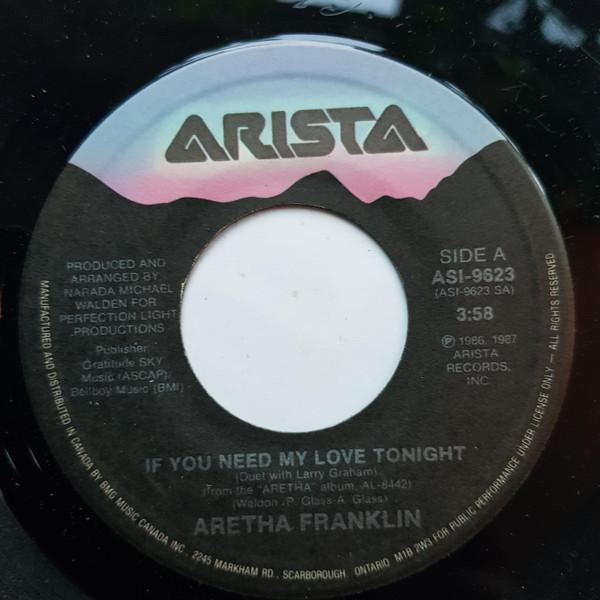 ARISTA
PRODUCED AND
ARRANGED BY
NARADA MICHAEL
WALDEN FOR
PERFECTION LIGHT
PRODUCTIONS
Publisher:
Gratitude SKY
Music (ASCAP)
Bellboy Music (BMI)
SIDE A
ASI-9623
(ASI-9623 SA)
3:58
Ⓟ 1986, 1987
ARISTA
RECORDS,
INC.
IF YOU NEED MY LOVE TONIGHT
(Duet with Larry Graham)
(from the "ARETHA" album, AL-8442)
(Waldon-P. Glass-A. Glass)
ARETHA FRANKLIN
MANUFACTURED AND DISTRIBUTED IN CANADA BY BMG MUSIC CANADA INC., 2245 MARKHAM RD., SCARBOROUGH, ONTARIO M1B 2W3 FOR PUBLIC PERFORMANCE UNDER LICENSE ONLY — ALL RIGHTS RESERVED